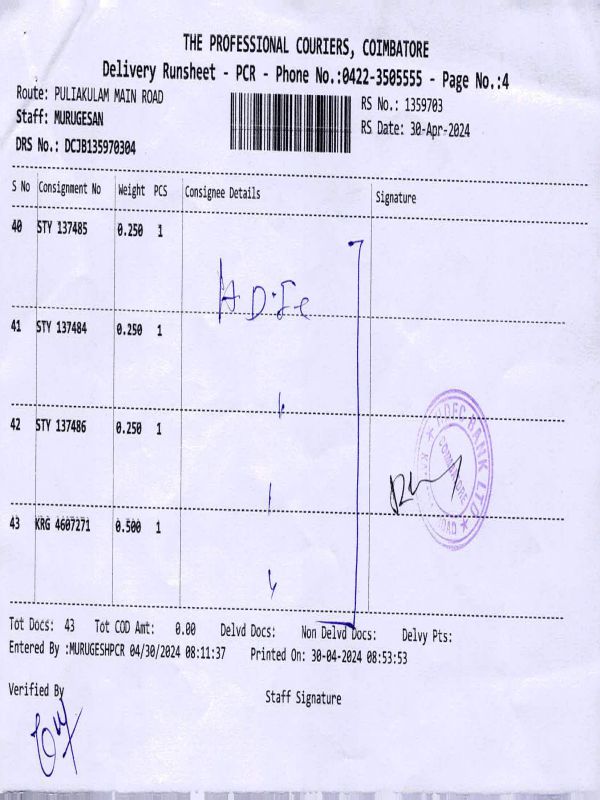 THE PROFESSIONAL COURIERS, COIMBATORE
Delivery Runsheet - PCR - Phone No.:0422-3505555 - Page No.:4
Route: PULIAKULAM MAIN ROAD
RS No.: 1359703
Staff: MURUGESAN
RS Date: 30-Apr-2024
DRS No.: DCJB135970304
S No Consignment No Weight PCS Consignee Details Signature
40 STY 137485 0.250 1
41 STY 137484 0.250 1
42 STY 137486 0.250 1
HDFC BANK LTD
COIMBATORE
ROAD
43 KRG 4607271 0.500 1
Tot Docs: 43 Tot COD Amt: 0.00 Delvd Docs: Non Delvd Docs: Delvy Pts:
Entered By :MURUGESHPCR 04/30/2024 08:11:37 Printed On: 30-04-2024 08:53:53
Verified By
Staff Signature